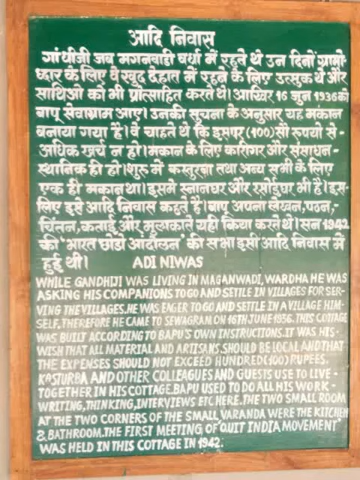 आदि निवास
गांधीजी जब मगनवाड़ी वर्धा में रहते थे उन दिनों ग्रामो-
ध्दार के लिए वे खुद देहात में रहने के लिए उत्सुक थे और
साथिओं को भी प्रोत्साहित करते थे। आखिर 16 जुन 1936 को
बापू सेवाग्राम आए। उनकी सूचना के अनुसार यह मकान
बनाया गया है। वे चाहते थे कि इसपर (100) सौ रुपयो से-
अधिक खर्च न हो। मकान के लिए कारिगर और संसाधन-
स्थानिक ही हो। शुरु में कस्तुरबा तथा अन्य सभी के लिए
एक ही मकान था। इसमें स्नानघर और रसोईघर भी है। इस-
लिए इसे आदि निवास कहते है। बापू अपना लेखन, पठन,-
चिंतन, कताई और मुलाकाते यही किया करते थे। सन 1942
की "भारत छोडो आंदोलन" की सभा इसी आदि निवास में
हुई थी।
ADI NIWAS
WHILE GANDHIJI WAS LIVING IN MAGANWADI, WARDHA HE WAS
ASKING HIS COMPANIONS TO GO AND SETTLE IN VILLAGES FOR SER-
VING THE VILLAGES. HE WAS EGER TO GO AND SETTLE IN A VILLAGE HIM-
SELF, THEREFORE HE CAME TO SEWAGRAM ON 16TH JUNE 1936. THIS COTTAGE
WAS BUILT ACCORDING TO BAPU'S OWN INSTRUCTIONS. IT WAS HIS-
WISH THAT ALL MATERIAL AND ARTISANS SHOULD BE LOCAL AND THAT
THE EXPENSES SHOULD NOT EXCEED HUNDRED (100) RUPEES.
KASTURBA AND OTHER COLLEAGUES AND GUESTS USE TO LIVE-
TOGETHER IN HIS COTTAGE. BAPU USED TO DO ALL HIS WORK-
WRITING, THINKING, INTERVIEWS ETC HERE. THE TWO SMALL ROOM
AT THE TWO CORNERS OF THE SMALL VARANDA WERE THE KITCHEN
& BATHROOM. THE FIRST MEETING OF "QUIT INDIA MOVEMENT"
WAS HELD IN THIS COTTAGE IN 1942.